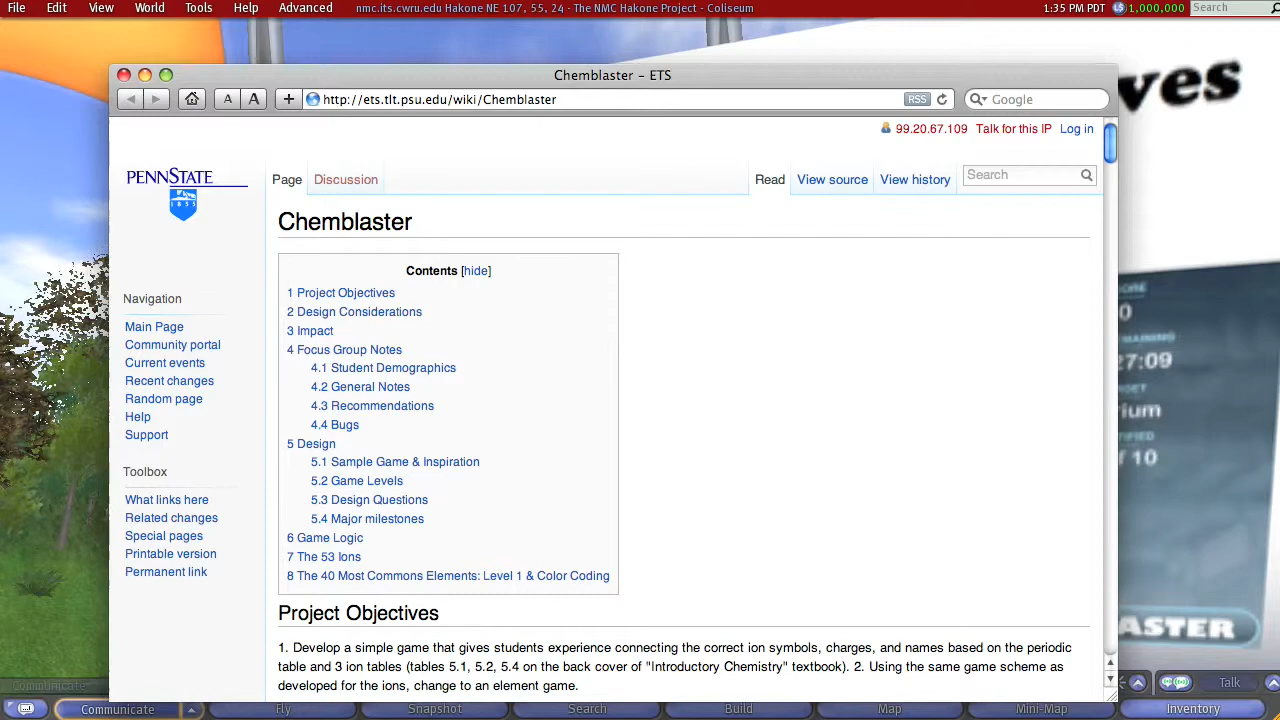 File Edit View World Tools Help Advanced nmc.its.cwru.edu Hakone NE 107, 55, 24 - The NMC Hakone Project - Coliseum 1:35 PM PDT L$ 1,000,000 Search
ves
Chemblaster – ETS
A A + http://ets.tlt.psu.edu/wiki/Chemblaster RSS Google
99.20.67.109 Talk for this IP Log in
PENNSTATE
1855
Page Discussion Read View source View history Search
Chemblaster
Contents [hide]
1 Project Objectives
2 Design Considerations
3 Impact
4 Focus Group Notes
4.1 Student Demographics
4.2 General Notes
4.3 Recommendations
4.4 Bugs
5 Design
5.1 Sample Game & Inspiration
5.2 Game Levels
5.3 Design Questions
5.4 Major milestones
6 Game Logic
7 The 53 Ions
8 The 40 Most Commons Elements: Level 1 & Color Coding
Navigation
Main Page
Community portal
Current events
Recent changes
Random page
Help
Support
Toolbox
What links here
Related changes
Special pages
Printable version
Permanent link
Project Objectives
1. Develop a simple game that gives students experience connecting the correct ion symbols, charges, and names based on the periodic
table and 3 ion tables (tables 5.1, 5.2, 5.4 on the back cover of "Introductory Chemistry" textbook). 2. Using the same game scheme as
developed for the ions, change to an element game.
0
27:09
rium
of 10
ASTER
Communicate
Talk
Communicate Fly Snapshot Search Build Map Mini-Map Inventory